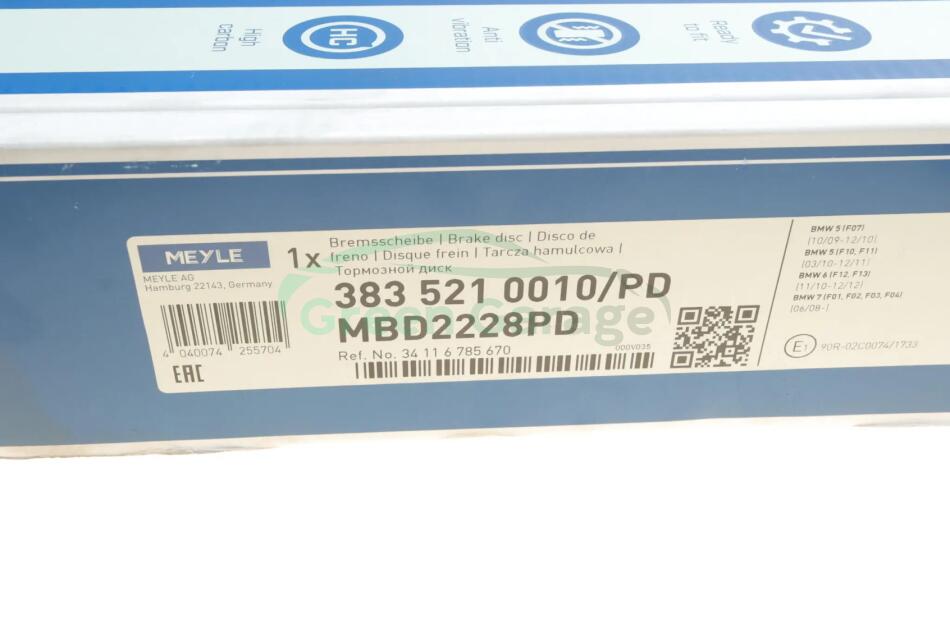 High
carbon
HC
Anti
vibration
Ready
to fit
MEYLE
MEYLE AG
Hamburg 22143, Germany
4 040074 255704
EAC
1x
Bremsscheibe | Brake disc | Disco de
freno | Disque frein | Tarcza hamulcowa |
Тормозной диск
383 521 0010/PD
MBD2228PD
Green Garage
Ref. No. 34 11 6 785 670
000V035
BMW 5 (F07)
(10/09-12/10)
BMW 5 (F10, F11)
(03/10-12/11)
BMW 6 (F12, F13)
(11/10-12/12)
BMW 7 (F01, F02, F03, F04)
(06/08-)
E1 90R-02C0074/1733